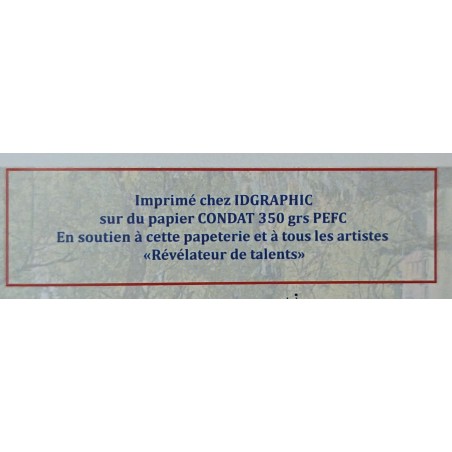 Imprimé chez IDGRAPHIC
sur du papier CONDAT 350 grs PEFC
En soutien à cette papeterie et à tous les artistes
«Révélateur de talents»